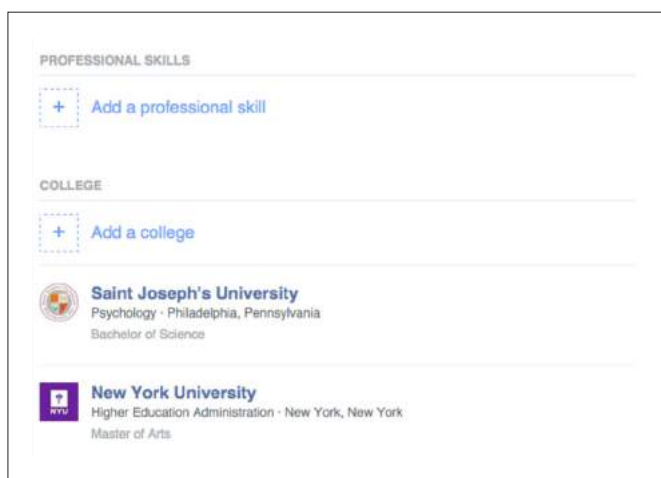 PROFESSIONAL SKILLS
+ Add a professional skill
COLLEGE
+ Add a college
Saint Joseph's University
Psychology · Philadelphia, Pennsylvania
Bachelor of Science
New York University
Higher Education Administration · New York, New York
Master of Arts
NYU